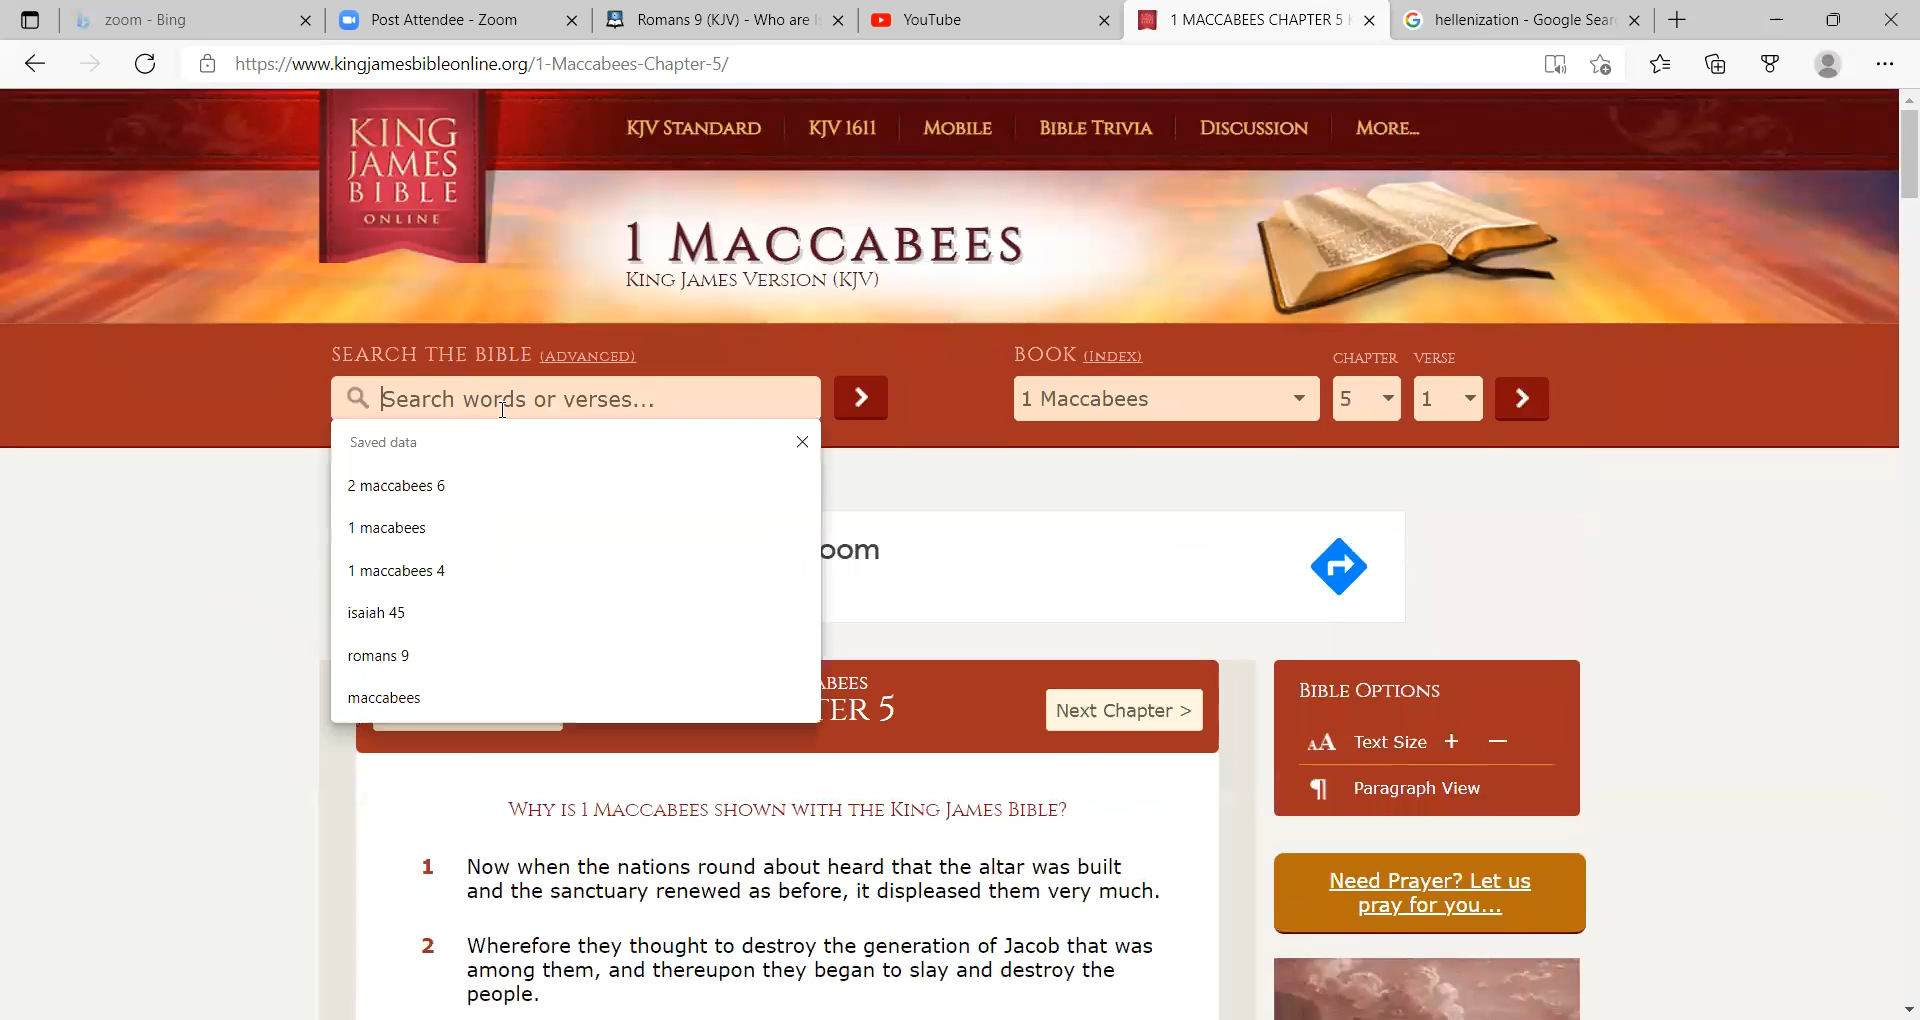 zoom - Bing
Post Attendee - Zoom
Romans 9 (KJV) - Who are
YouTube
1 MACCABEES CHAPTER 5
hellenization - Google Sear
https://www.kingjamesbibleonline.org/1-Maccabees-Chapter-5/
KING
JAMES
BIBLE
ONLINE
KJV STANDARD
KJV 1611
MOBILE
BIBLE TRIVIA
DISCUSSION
MORE...
1 MACCABEES
KING JAMES VERSION (KJV)
SEARCH THE BIBLE (ADVANCED)
Search words or verses...
BOOK (INDEX)
CHAPTER
VERSE
1 Maccabees
5
1
Saved data
2 maccabees 6
1 macabees
1 maccabees 4
isaiah 45
romans 9
maccabees
oom
ABEES
TER 5
Next Chapter >
BIBLE OPTIONS
AA Text Size + −
¶ Paragraph View
WHY IS 1 MACCABEES SHOWN WITH THE KING JAMES BIBLE?
1 Now when the nations round about heard that the altar was built
and the sanctuary renewed as before, it displeased them very much.
2 Wherefore they thought to destroy the generation of Jacob that was
among them, and thereupon they began to slay and destroy the
people.
Need Prayer? Let us
pray for you...